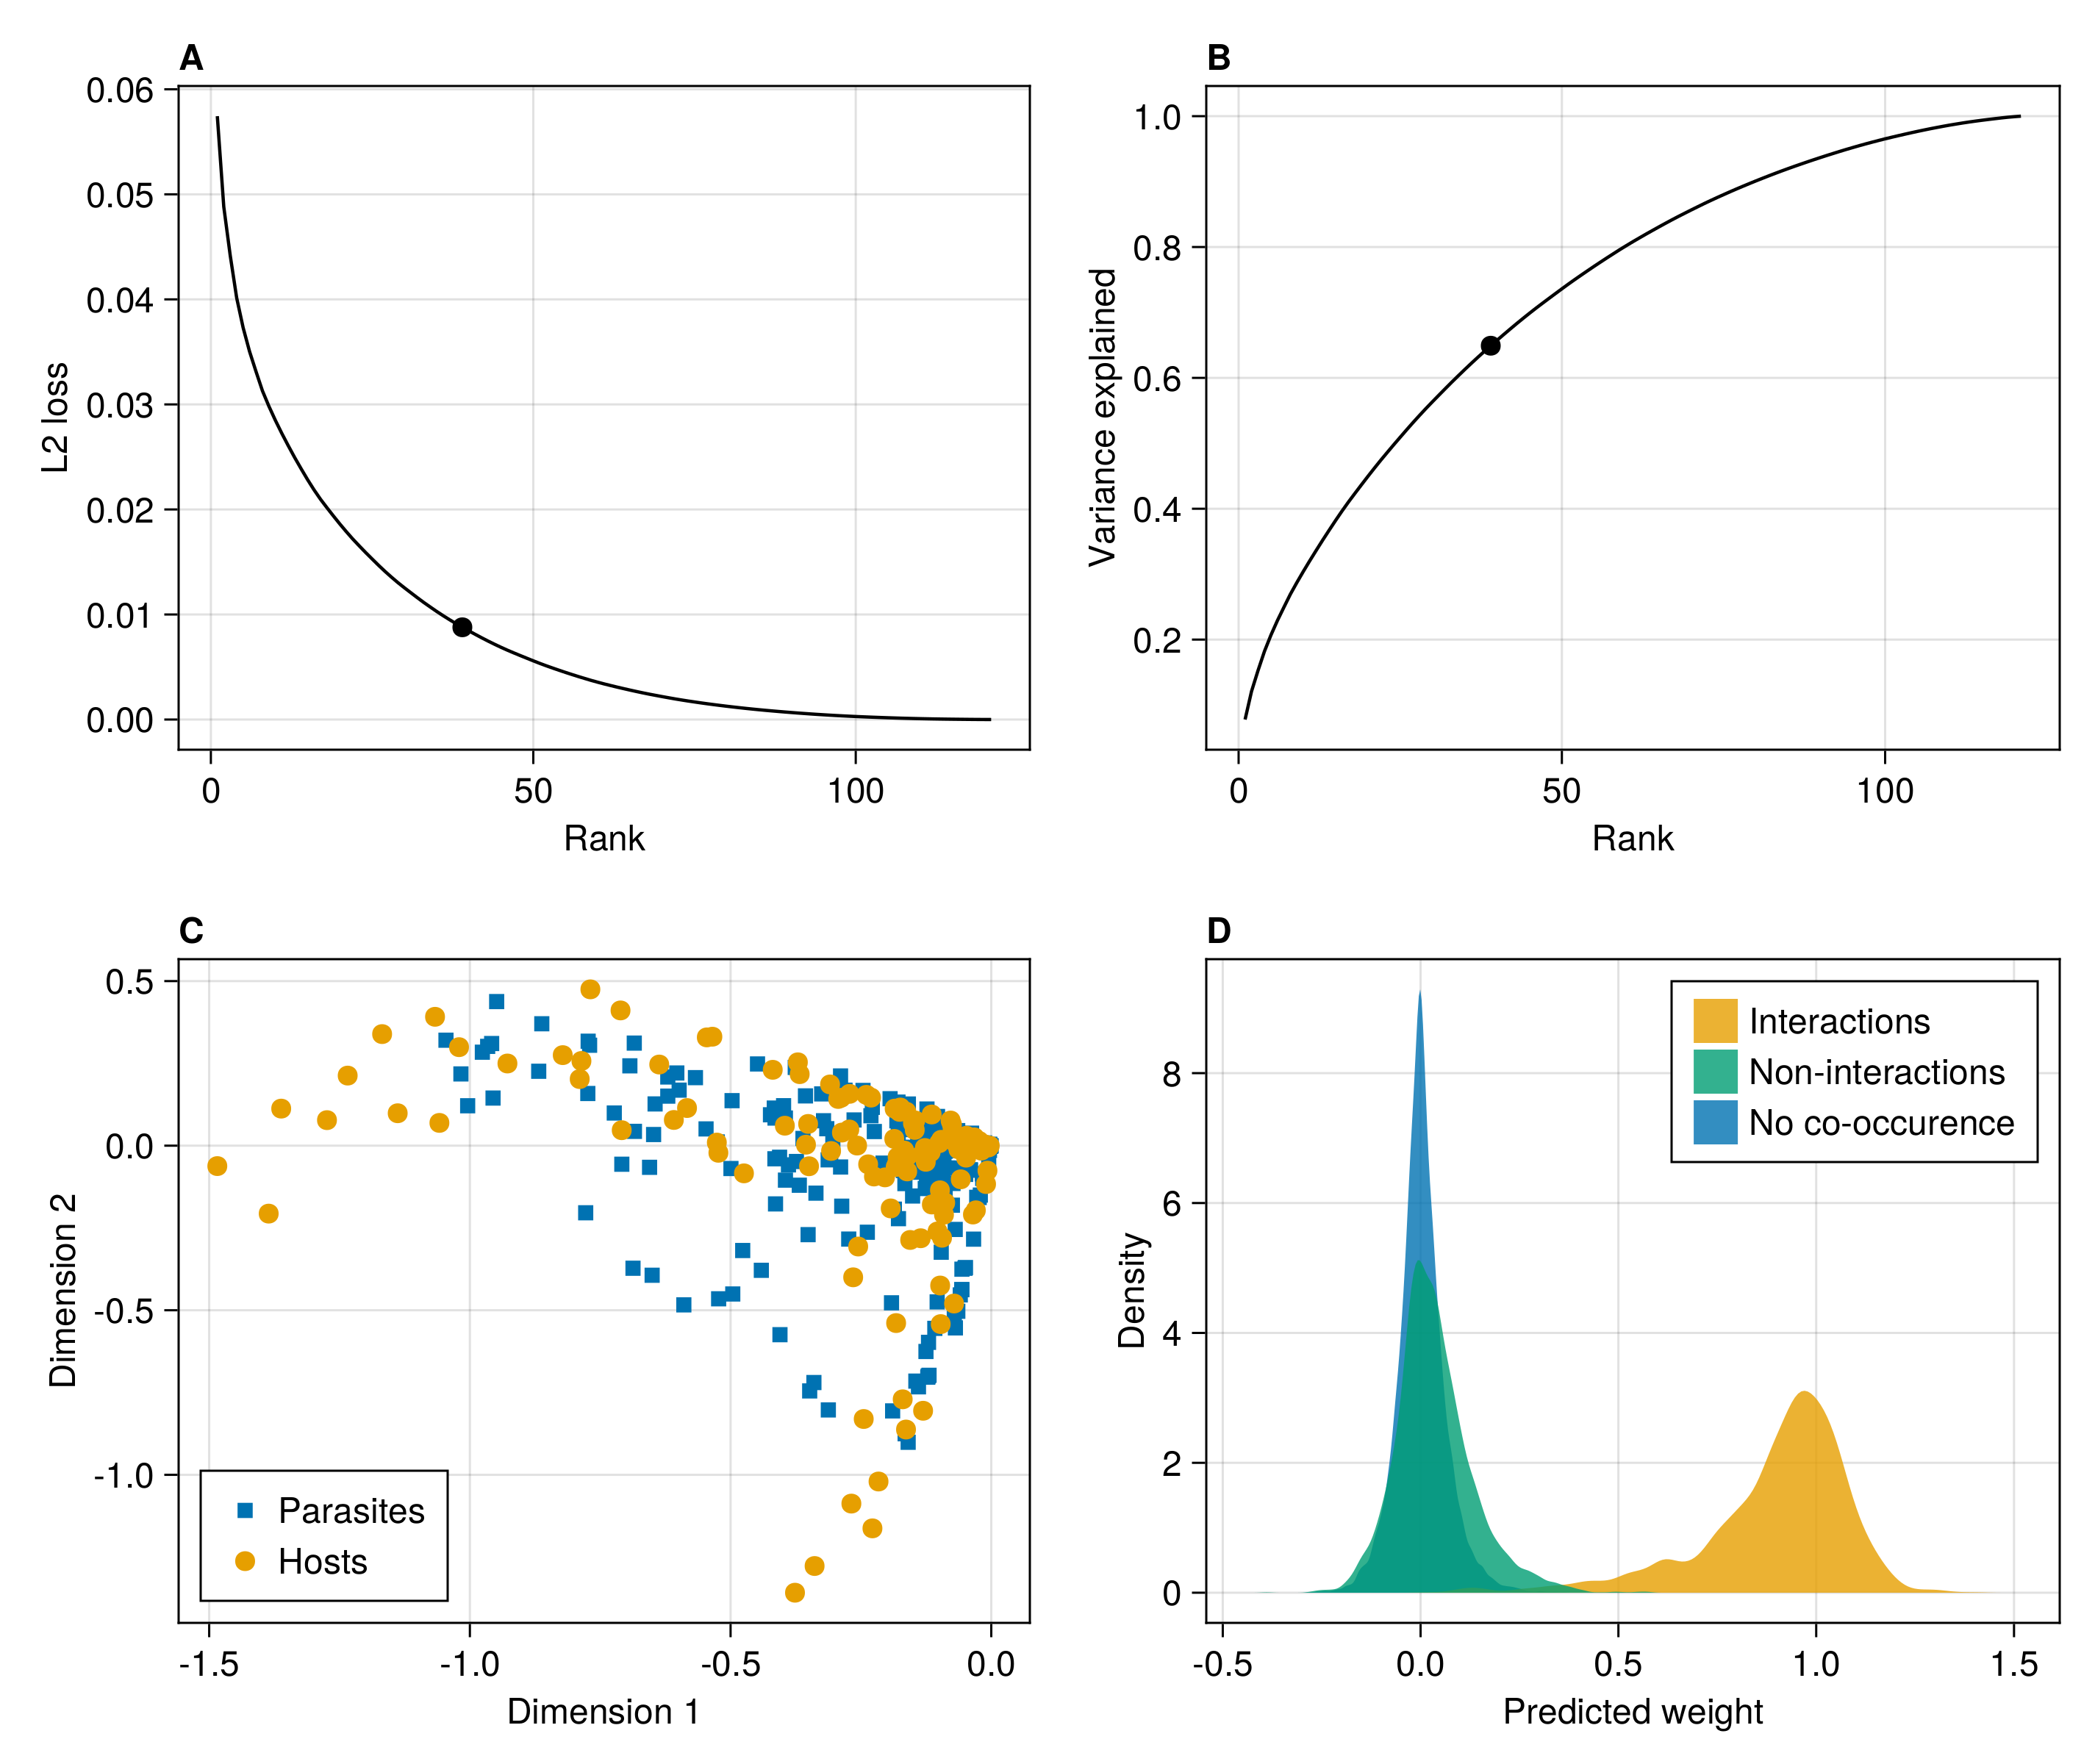 A
0.06
0.05
0.04
0.03
0.02
0.01
0.00
L2 loss
0 50 100
Rank
B
1.0
0.8
0.6
0.4
0.2
Variance explained
0 50 100
Rank
C
0.5
0.0
-0.5
-1.0
Dimension 2
Parasites
Hosts
-1.5 -1.0 -0.5 0.0
Dimension 1
D
8
6
4
2
0
Density
Interactions
Non-interactions
No co-occurence
-0.5 0.0 0.5 1.0 1.5
Predicted weight